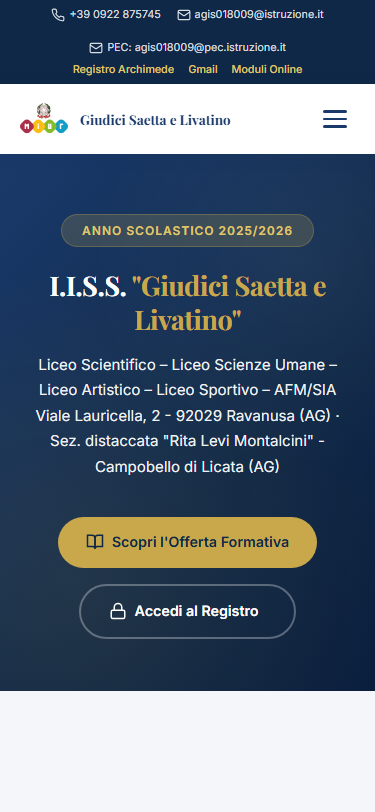 +39 0922 875745 agis018009@istruzione.it
PEC: agis018009@pec.istruzione.it
Registro Archimede Gmail Moduli Online
M I U R
Giudici Saetta e Livatino
ANNO SCOLASTICO 2025/2026
I.I.S.S. "Giudici Saetta e
Livatino"
Liceo Scientifico – Liceo Scienze Umane –
Liceo Artistico – Liceo Sportivo – AFM/SIA
Viale Lauricella, 2 - 92029 Ravanusa (AG) ·
Sez. distaccata "Rita Levi Montalcini" -
Campobello di Licata (AG)
Scopri l'Offerta Formativa
Accedi al Registro